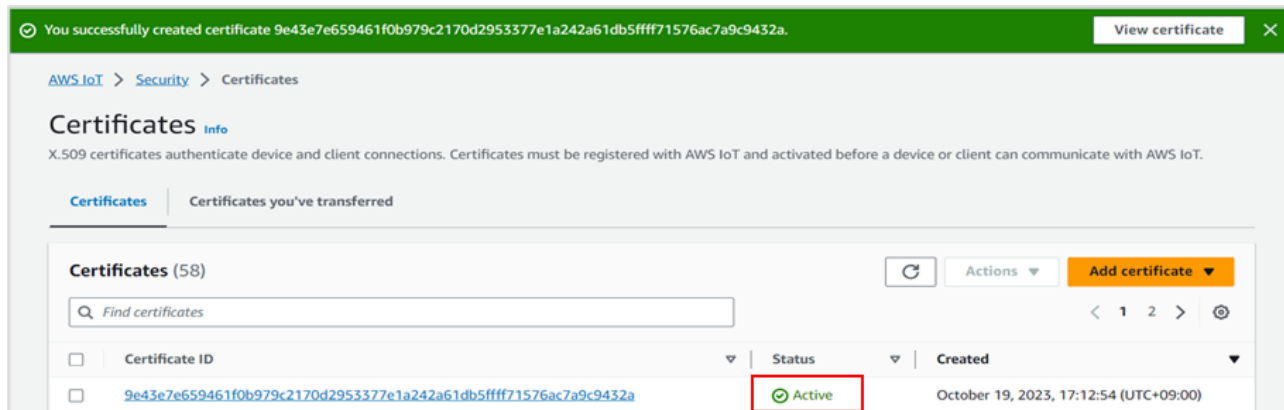 You successfully created certificate 9e43e7e659461f0b979c2170d2953377e1a242a61db5ffff71576ac7a9c9432a. View certificate
AWS IoT > Security > Certificates
Certificates Info
X.509 certificates authenticate device and client connections. Certificates must be registered with AWS IoT and activated before a device or client can communicate with AWS IoT.
Certificates Certificates you've transferred
Certificates (58) Actions Add certificate
Find certificates 1 2
Certificate ID Status Created
9e43e7e659461f0b979c2170d2953377e1a242a61db5ffff71576ac7a9c9432a Active October 19, 2023, 17:12:54 (UTC+09:00)